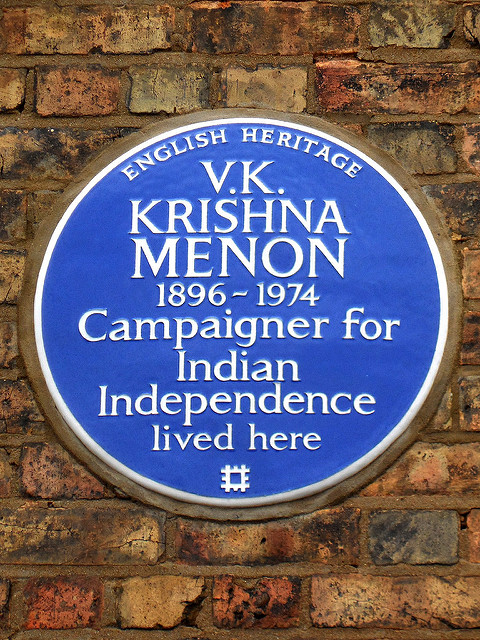 ENGLISH HERITAGE
V.K.
KRISHNA
MENON
1896-1974
Campaigner for
Indian
Independence
lived here